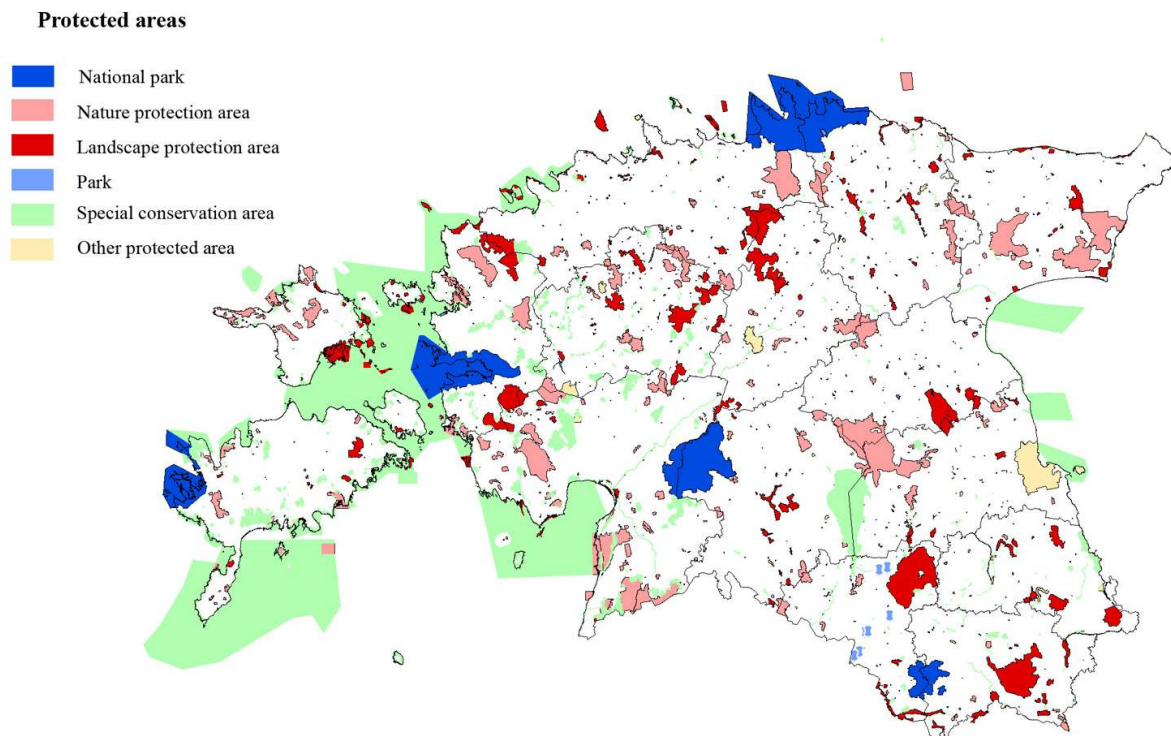 Protected areas
National park
Nature protection area
Landscape protection area
Park
Special conservation area
Other protected area